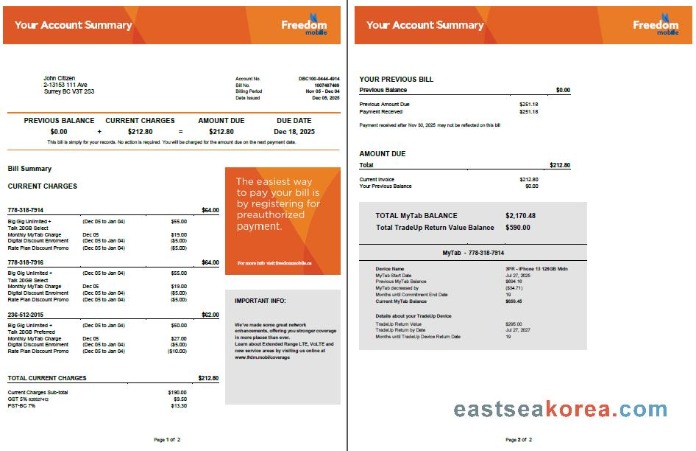 Your Account Summary
Freedom
mobile
John Citizen
2-13153 111 Ave
Surrey BC V3T 2S3
Account No.
Bill No.
Billing Period Nov 05 - Dec 04
Date Issued Dec 05, 2025
PREVIOUS BALANCE CURRENT CHARGES AMOUNT DUE DUE DATE
$0.00 + $212.80 = $212.80 Dec 18, 2025
This bill is simply for your records. No action is required. You will be charged for the amount due on the next payment date.
Bill Summary
CURRENT CHARGES
778-318-7914 $64.00
Big Gig Unlimited + (Dec 05 to Jan 04) $55.00
Talk 20GB Select
Monthly MyTab Charge Dec 05 $19.00
Digital Discount Enrolment (Dec 05 to Jan 04) ($5.00)
Rate Plan Discount Promo (Dec 05 to Jan 04) ($5.00)
778-318-7916 $64.00
Big Gig Unlimited + (Dec 05 to Jan 04) $55.00
Talk 20GB Select
Monthly MyTab Charge Dec 05 $19.00
Digital Discount Enrolment (Dec 05 to Jan 04) ($5.00)
Rate Plan Discount Promo (Dec 05 to Jan 04) ($5.00)
236-512-2015 $62.00
Big Gig Unlimited + (Dec 05 to Jan 04) $50.00
Talk 20GB Preferred
Monthly MyTab Charge Dec 05 $27.00
Digital Discount Enrolment (Dec 05 to Jan 04) ($5.00)
Rate Plan Discount Promo (Dec 05 to Jan 04) ($10.00)
TOTAL CURRENT CHARGES $212.80
Current Charges Sub-total $190.00
GST 5% $9.50
PST-BC 7% $13.30
The easiest way
to pay your bill is
by registering for
preauthorized
payment.
For more info visit freedommobile.ca
IMPORTANT INFO:
We've made some great network
enhancements, offering you stronger coverage
in more places than ever.
Learn about Extended Range LTE, VoLTE and
new service areas by visiting us online at
Page 1 of 2
Your Account Summary
Freedom
mobile
YOUR PREVIOUS BILL
Previous Balance $0.00
Previous Amount Due $251.18
Payment Received $251.18
Payment received after Nov 30, 2025 may not be reflected on this bill
AMOUNT DUE
Total $212.80
Current Invoice $212.80
Your Previous Balance $0.00
TOTAL MyTab BALANCE $2,170.48
Total TradeUp Return Value Balance $590.00
MyTab - 778-318-7914
Device Name iPhone 13 128GB Midn
MyTab Start Date Jul 27, 2025
Previous MyTab Balance
MyTab decreased by ($34.71)
Months until Commitment End Date 19
Current MyTab Balance
Details about your TradeUp Device
TradeUp Return Value $295.00
TradeUp Return by Date Jul 27, 2027
Months until TradeUp Device Return Date 19
eastseakorea.com
Page 2 of 2